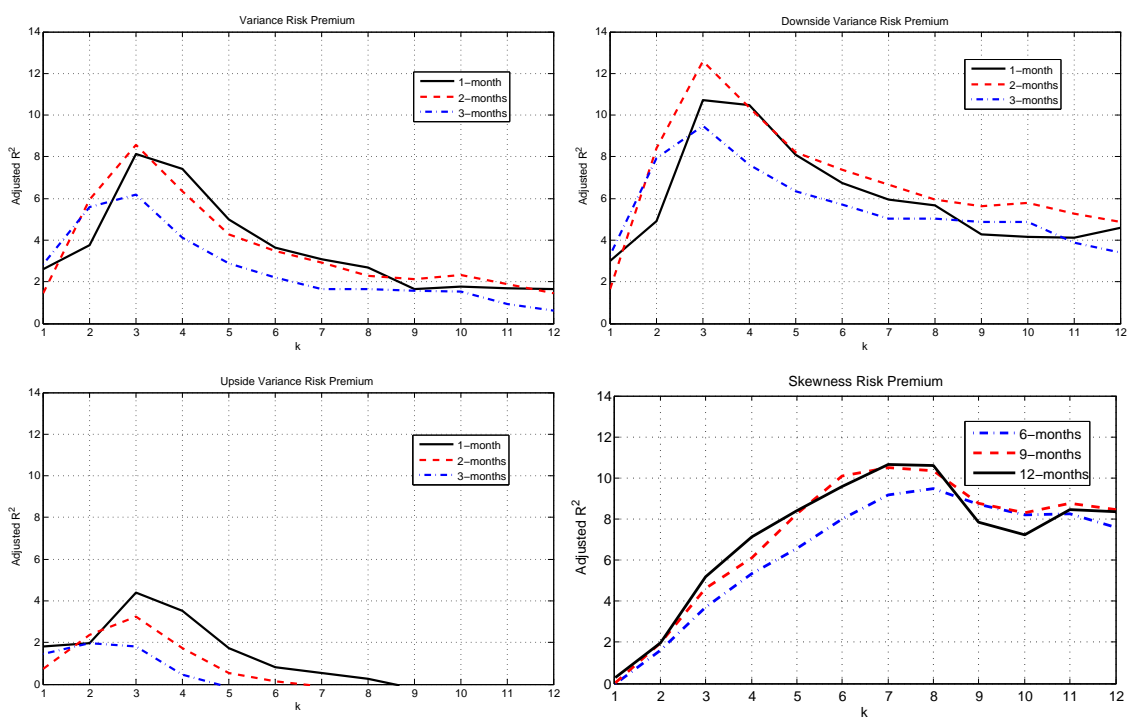 Variance Risk Premium
14
12
10
8
6
4
2
0
Adjusted R²
1 2 3 4 5 6 7 8 9 10 11 12
k
1−month
2−months
3−months
Downside Variance Risk Premium
14
12
10
8
6
4
2
0
Adjusted R²
1 2 3 4 5 6 7 8 9 10 11 12
k
1−month
2−months
3−months
Upside Variance Risk Premium
14
12
10
8
6
4
2
0
Adjusted R²
1 2 3 4 5 6 7 8 9 10 11 12
k
1−month
2−months
3−months
Skewness Risk Premium
14
12
10
8
6
4
2
0
Adjusted R²
1 2 3 4 5 6 7 8 9 10 11 12
k
6−months
9−months
12−months